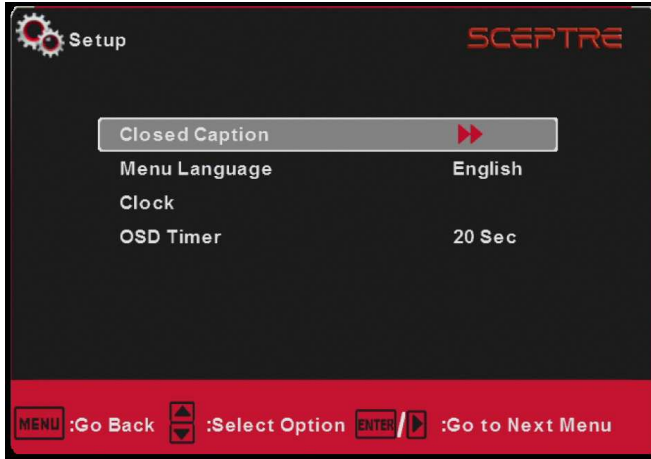 Setup
SCEPTRE
Closed Caption
Menu Language English
Clock
OSD Timer 20 Sec
MENU :Go Back :Select Option ENTER / :Go to Next Menu